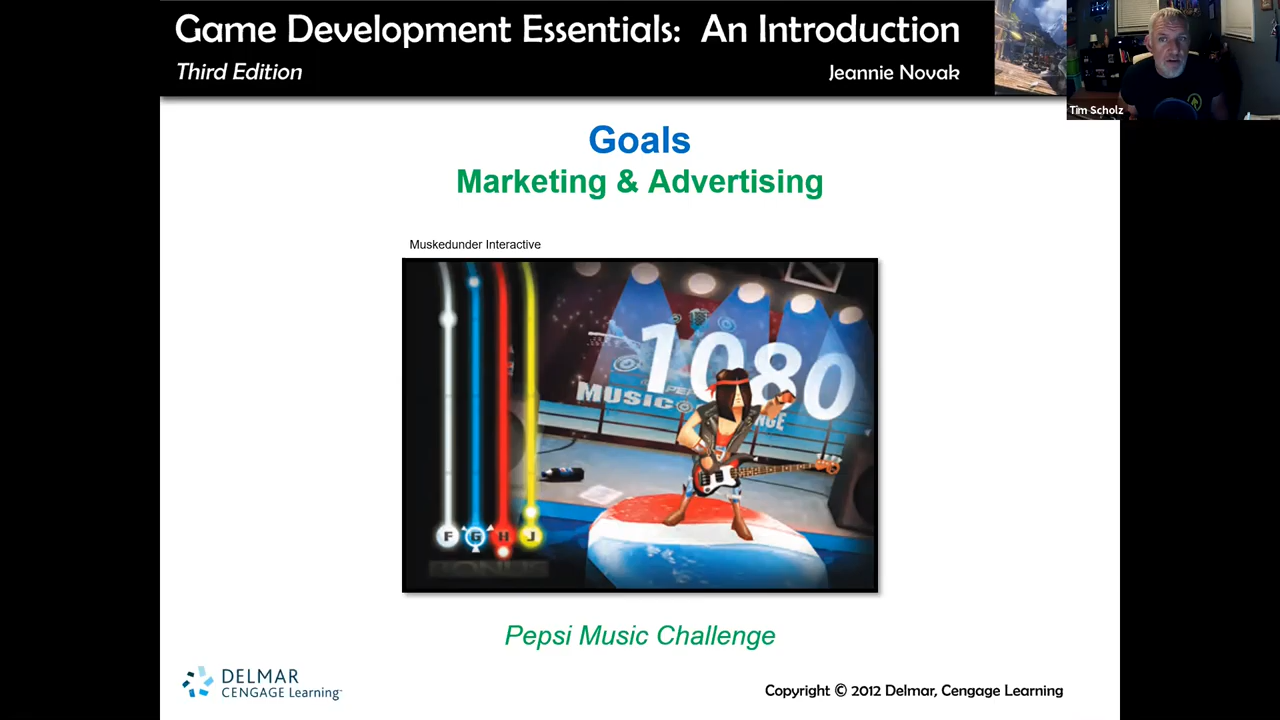 Game Development Essentials:  An Introduction
Third Edition
Jeannie Novak
Tim Scholz
Goals
Marketing & Advertising
Muskedunder Interactive
1080
MUSIC
F G H J
BONUS
Pepsi Music Challenge
DELMAR
CENGAGE Learning
Copyright © 2012 Delmar, Cengage Learning